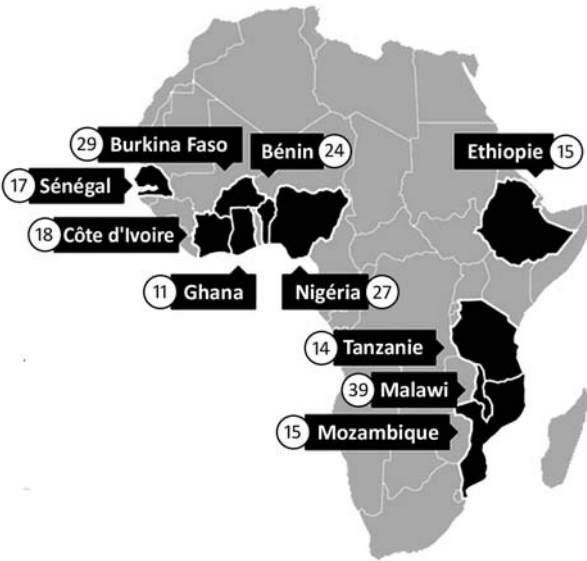 29 Burkina Faso
Bénin 24
Ethiopie 15
17 Sénégal
18 Côte d'Ivoire
11 Ghana
Nigéria 27
14 Tanzanie
39 Malawi
15 Mozambique